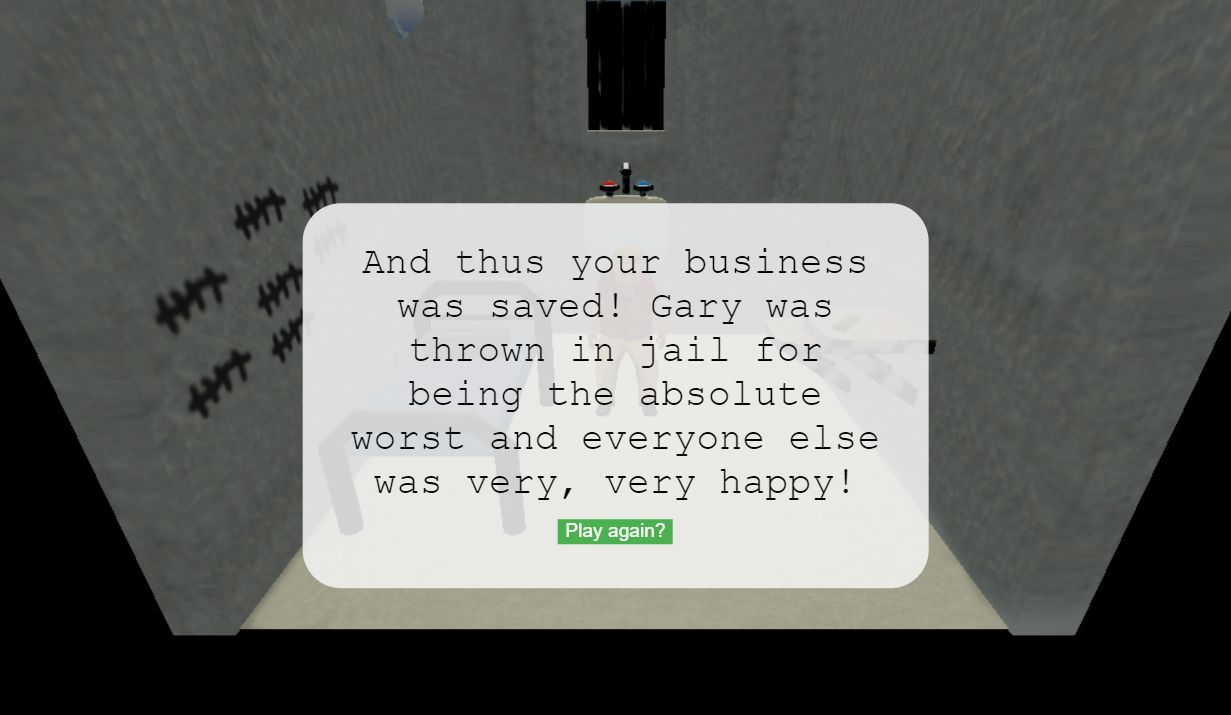 And thus your business
was saved! Gary was
thrown in jail for
being the absolute
worst and everyone else
was very, very happy!
Play again?